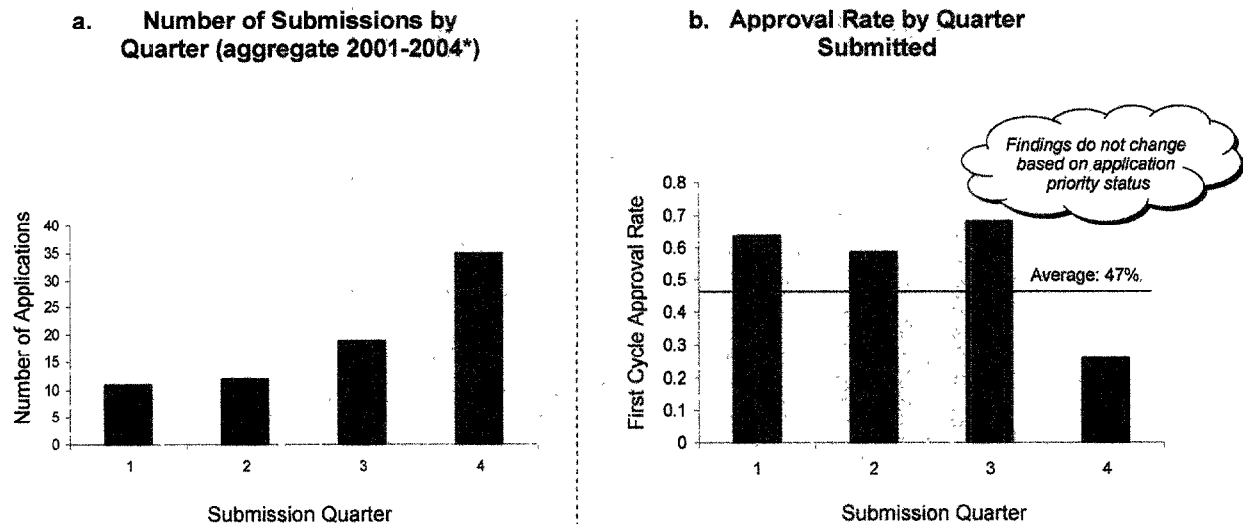 a. Number of Submissions by
Quarter (aggregate 2001-2004*)
Number of Applications
40
35
30
25
20
15
10
5
0
1 2 3 4
Submission Quarter
b. Approval Rate by Quarter
Submitted
Findings do not change
based on application
priority status
First Cycle Approval Rate
0.8
0.7
0.6
0.5
0.4
0.3
0.2
0.1
0
Average: 47%.
1 2 3 4
Submission Quarter